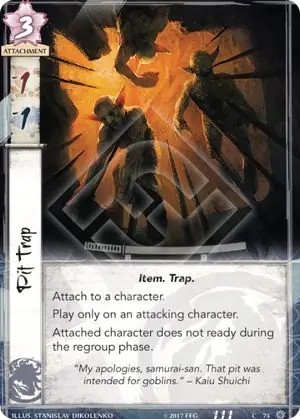 3
ATTACHMENT
-1
-1
Pit Trap
Item. Trap.
Attach to a character.
Play only on an attacking character.
Attached character does not ready during
the regroup phase.
"My apologies, samurai-san. That pit was
intended for goblins." – Kaiu Shuichi
ILLUS. STANISLAV DIKOLENKO
© 2017 FFG
111
C 73